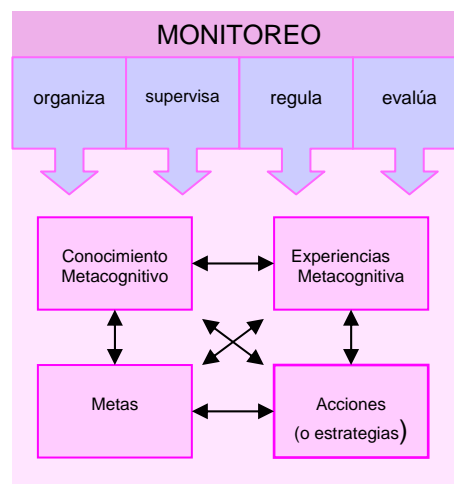 MONITOREO
organiza supervisa regula evalúa
Conocimiento Experiencias
Metacognitivo Metacognitiva
Metas Acciones
(o estrategias)